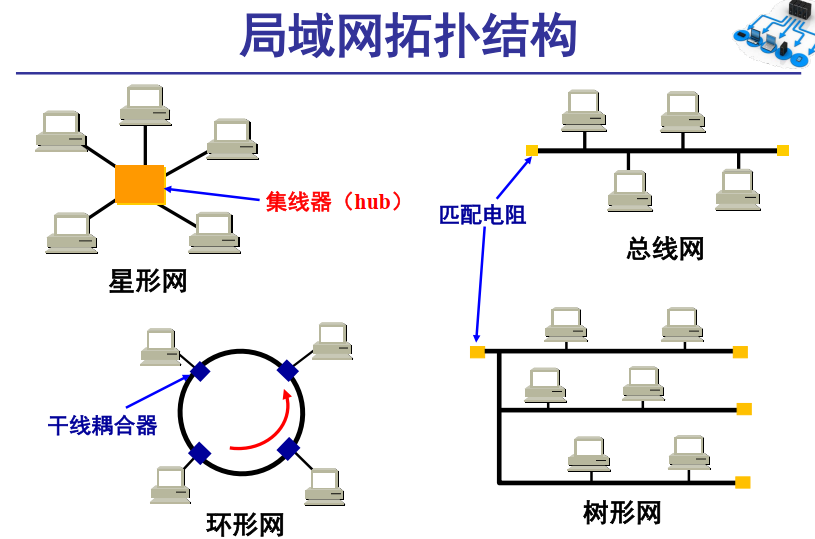 局域网拓扑结构
集线器（hub）
星形网
匹配电阻
总线网
干线耦合器
环形网
树形网